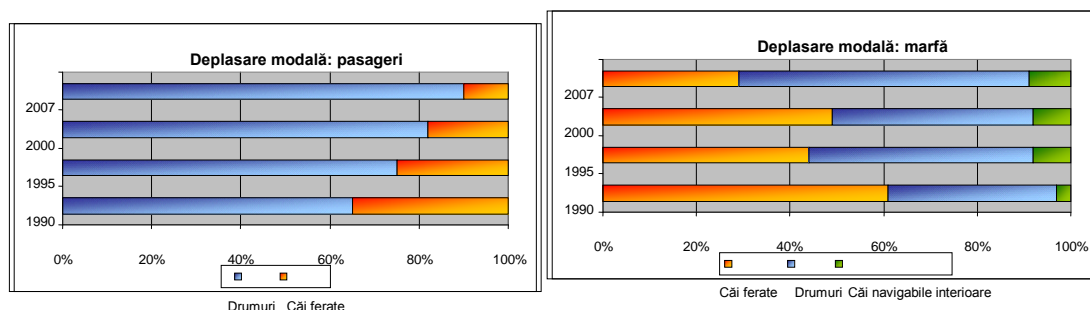 Deplasare modală: pasageri
2007
2000
1995
1990
0% 20% 40% 60% 80% 100%
Drumuri Căi ferate
Deplasare modală: marfă
2007
2000
1995
1990
0% 20% 40% 60% 80% 100%
Căi ferate Drumuri Căi navigabile interioare